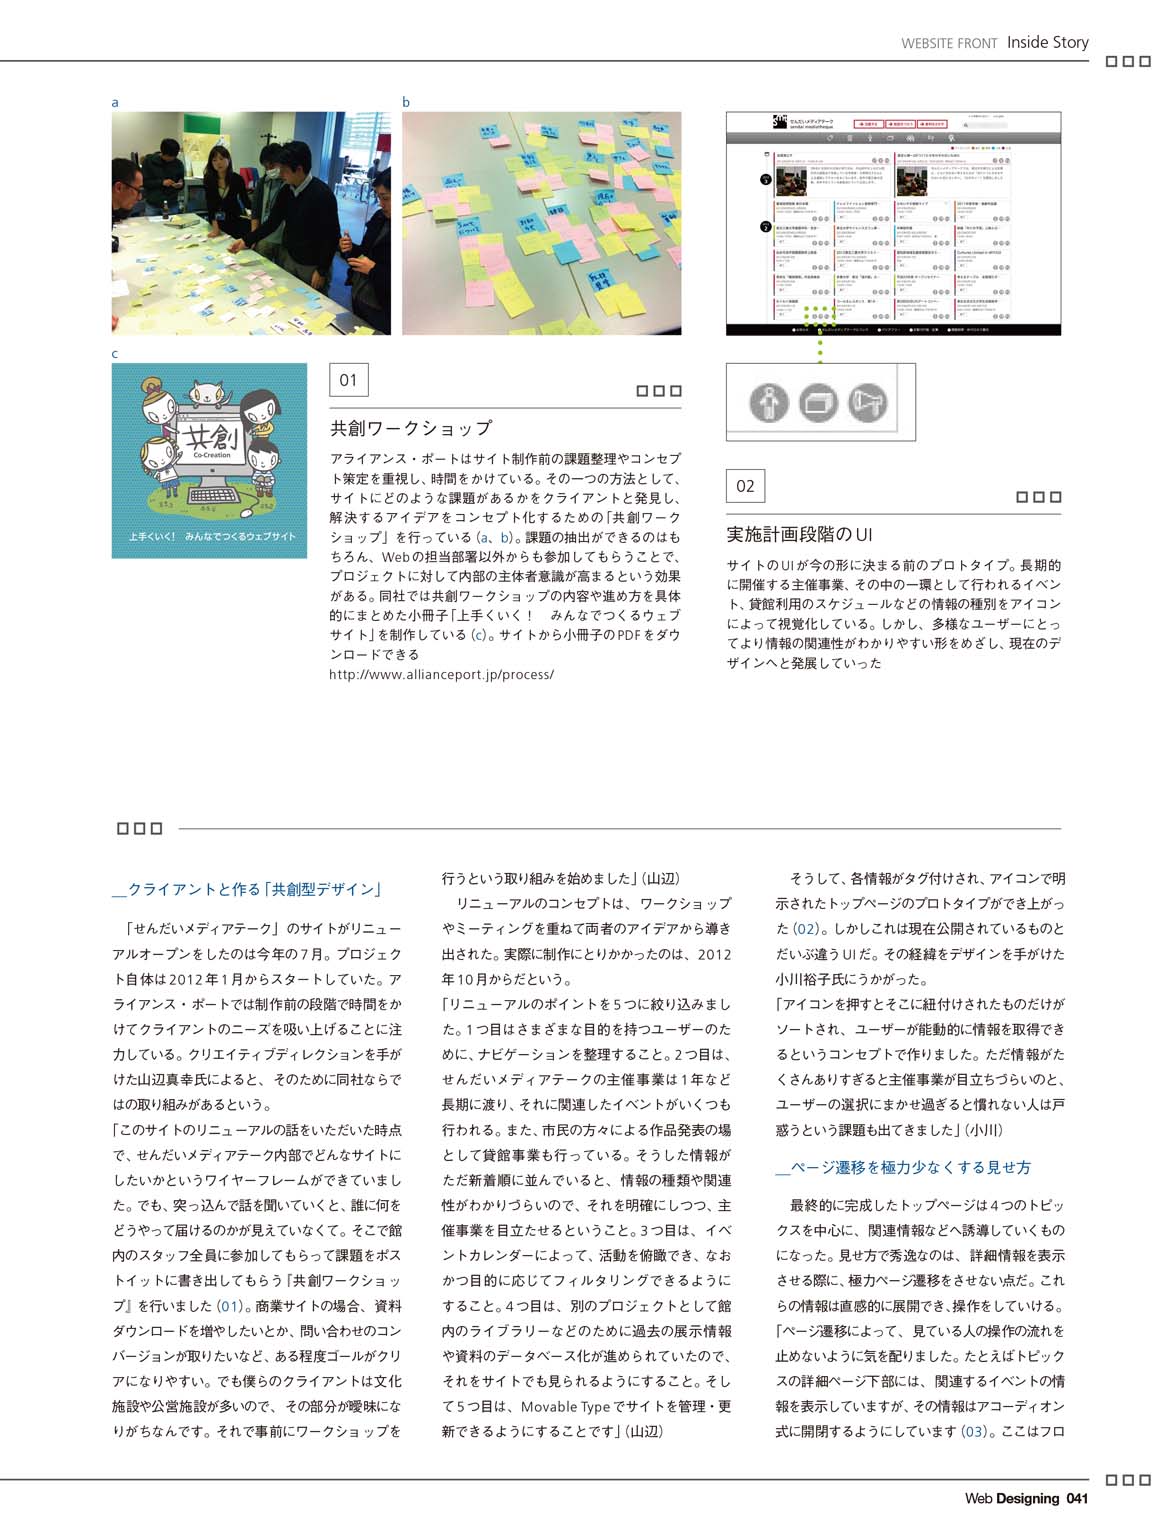 WEBSITE FRONT Inside Story
a
b
せんだいメディアテーク
sendai mediatheque
c
共創
Co-Creation
上手くいく! みんなでつくるウェブサイト
01
共創ワークショップ
アライアンス・ポートはサイト制作前の課題整理やコンセプ
ト策定を重視し、時間をかけている。その一つの方法として、
サイトにどのような課題があるかをクライアントと発見し、
解決するアイデアをコンセプト化するための「共創ワーク
ショップ」を行っている(a、b)。課題の抽出ができるのはも
ちろん、Webの担当部署以外からも参加してもらうことで、
プロジェクトに対して内部の主体者意識が高まるという効果
がある。同社では共創ワークショップの内容や進め方を具体
的にまとめた小冊子「上手くいく! みんなでつくるウェブ
サイト」を制作している(c)。サイトから小冊子のPDFをダウ
ンロードできる
http://www.allianceport.jp/process/
02
実施計画段階のUI
サイトのUIが今の形に決まる前のプロトタイプ。長期的
に開催する主催事業、その中の一環として行われるイベン
ト、貸館利用のスケジュールなどの情報の種別をアイコン
によって視覚化している。しかし、多様なユーザーにとっ
てより情報の関連性がわかりやすい形をめざし、現在のデ
ザインへと発展していった
＿クライアントと作る「共創型デザイン」
「せんだいメディアテーク」のサイトがリニュー
アルオープンをしたのは今年の7月。プロジェク
ト自体は2012年1月からスタートしていた。ア
ライアンス・ポートでは制作前の段階で時間をか
けてクライアントのニーズを吸い上げることに注
力している。クリエイティブディレクションを手が
けた山辺真幸氏によると、そのために同社ならで
はの取り組みがあるという。
「このサイトのリニューアルの話をいただいた時点
で、せんだいメディアテーク内部でどんなサイトに
したいかというワイヤーフレームができていまし
た。でも、突っ込んで話を聞いていくと、誰に何を
どうやって届けるのかが見えていなくて。そこで館
内のスタッフ全員に参加してもらって課題をポス
トイットに書き出してもらう『共創ワークショッ
プ』を行いました(01)。商業サイトの場合、資料
ダウンロードを増やしたいとか、問い合わせのコン
バージョンが取りたいなど、ある程度ゴールがクリ
アになりやすい。でも僕らのクライアントは文化
施設や公営施設が多いので、その部分が曖昧にな
りがちなんです。それで事前にワークショップを
行うという取り組みを始めました」(山辺)
リニューアルのコンセプトは、ワークショップ
やミーティングを重ねて両者のアイデアから導き
出された。実際に制作にとりかかったのは、2012
年10月からだという。
「リニューアルのポイントを5つに絞り込みまし
た。1つ目はさまざまな目的を持つユーザーのた
めに、ナビゲーションを整理すること。2つ目は、
せんだいメディアテークの主催事業は1年など
長期に渡り、それに関連したイベントがいくつも
行われる。また、市民の方々による作品発表の場
として貸館事業も行っている。そうした情報が
ただ新着順に並んでいると、情報の種類や関連
性がわかりづらいので、それを明確にしつつ、主
催事業を目立たせるということ。3つ目は、イベ
ントカレンダーによって、活動を俯瞰でき、なお
かつ目的に応じてフィルタリングできるように
すること。4つ目は、別のプロジェクトとして館
内のライブラリーなどのために過去の展示情報
や資料のデータベース化が進められていたので、
それをサイトでも見られるようにすること。そし
て5つ目は、Movable Typeでサイトを管理・更
新できるようにすることです」(山辺)
そうして、各情報がタグ付けされ、アイコンで明
示されたトップページのプロトタイプができ上がっ
た(02)。しかしこれは現在公開されているものと
だいぶ違うUIだ。その経緯をデザインを手がけた
小川裕子氏にうかがった。
「アイコンを押すとそこに紐付けされたものだけが
ソートされ、ユーザーが能動的に情報を取得でき
るというコンセプトで作りました。ただ情報がた
くさんありすぎると主催事業が目立ちづらいのと、
ユーザーの選択にまかせ過ぎると慣れない人は戸
惑うという課題も出てきました」(小川)
＿ページ遷移を極力少なくする見せ方
最終的に完成したトップページは4つのトピッ
クスを中心に、関連情報などへ誘導していくもの
になった。見せ方で秀逸なのは、詳細情報を表示
させる際に、極力ページ遷移をさせない点だ。これ
らの情報は直感的に展開でき、操作をしていける。
「ページ遷移によって、見ている人の操作の流れを
止めないように気を配りました。たとえばトピック
スの詳細ページ下部には、関連するイベントの情
報を表示していますが、その情報はアコーディオン
式に開閉するようにしています(03)。ここはフロ
Web Designing 041